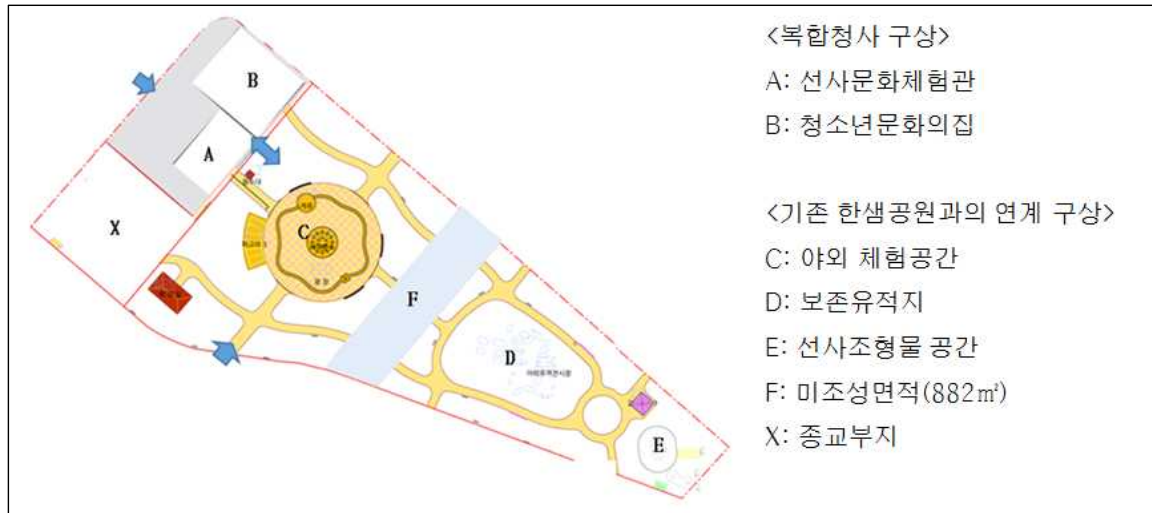 <복합청사 구상>
A: 선사문화체험관
B: 청소년문화의집
<기존 한샘공원과의 연계 구상>
C: 야외 체험공간
D: 보존유적지
E: 선사조형물 공간
F: 미조성면적(882㎡)
X: 종교부지
B
A
X
C
F
D
E